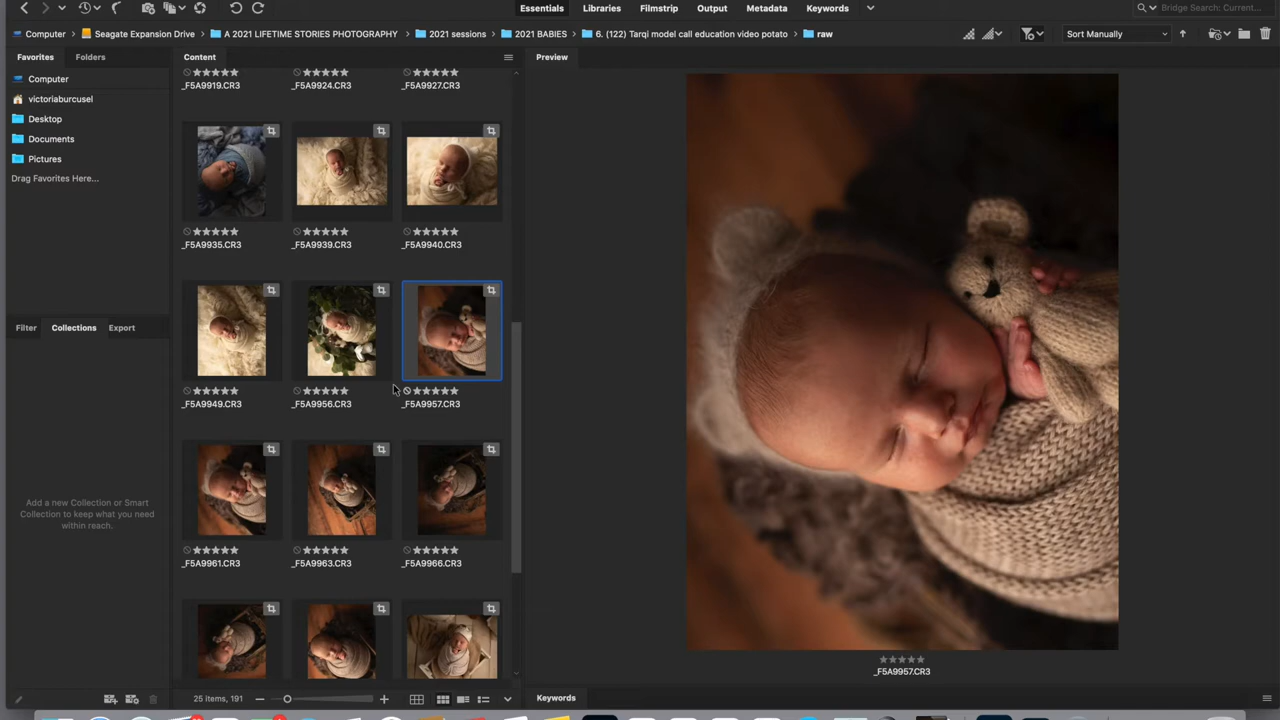 Essentials Libraries Filmstrip Output Metadata Keywords Bridge Search: Current...
Computer Seagate Expansion Drive A 2021 LIFETIME STORIES PHOTOGRAPHY 2021 sessions 2021 BABIES 6. (122) Tarqi model call education video potato raw Sort Manually
Favorites Folders Content Preview
Computer
victoriaburcusel
Desktop
Documents
Pictures
Drag Favorites Here...
Filter Collections Export
Add a new Collection or Smart
Collection to keep what you need
within reach.
_F5A9919.CR3 _F5A9924.CR3 _F5A9927.CR3
_F5A9935.CR3 _F5A9939.CR3 _F5A9940.CR3
_F5A9949.CR3 _F5A9956.CR3 _F5A9957.CR3
_F5A9961.CR3 _F5A9963.CR3 _F5A9966.CR3
25 items, 191
_F5A9957.CR3
Keywords